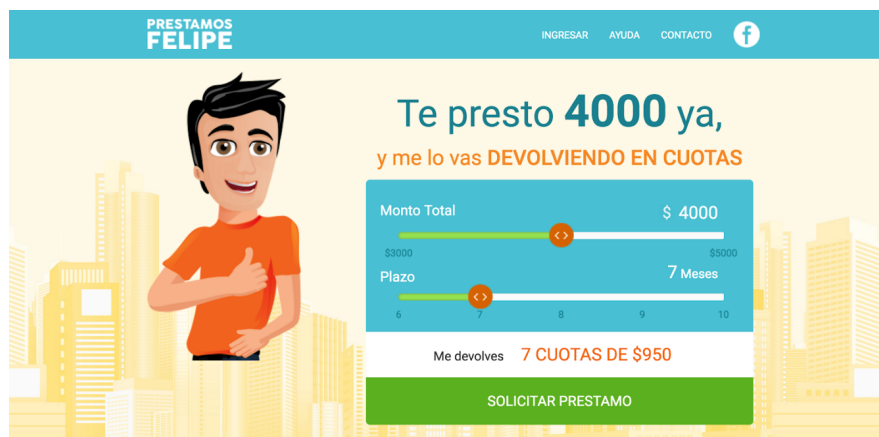 PRESTAMOS
FELIPE
INGRESAR AYUDA CONTACTO
Te presto 4000 ya,
y me lo vas DEVOLVIENDO EN CUOTAS
Monto Total $ 4000
$3000 $5000
Plazo 7 Meses
6 7 8 9 10
Me devolves 7 CUOTAS DE $950
SOLICITAR PRESTAMO